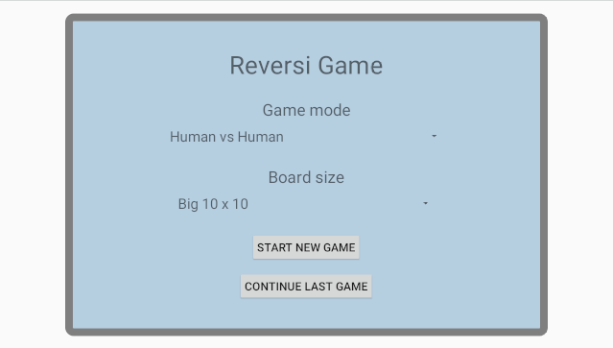 Reversi Game
Game mode
Human vs Human
Board size
Big 10 x 10
START NEW GAME
CONTINUE LAST GAME